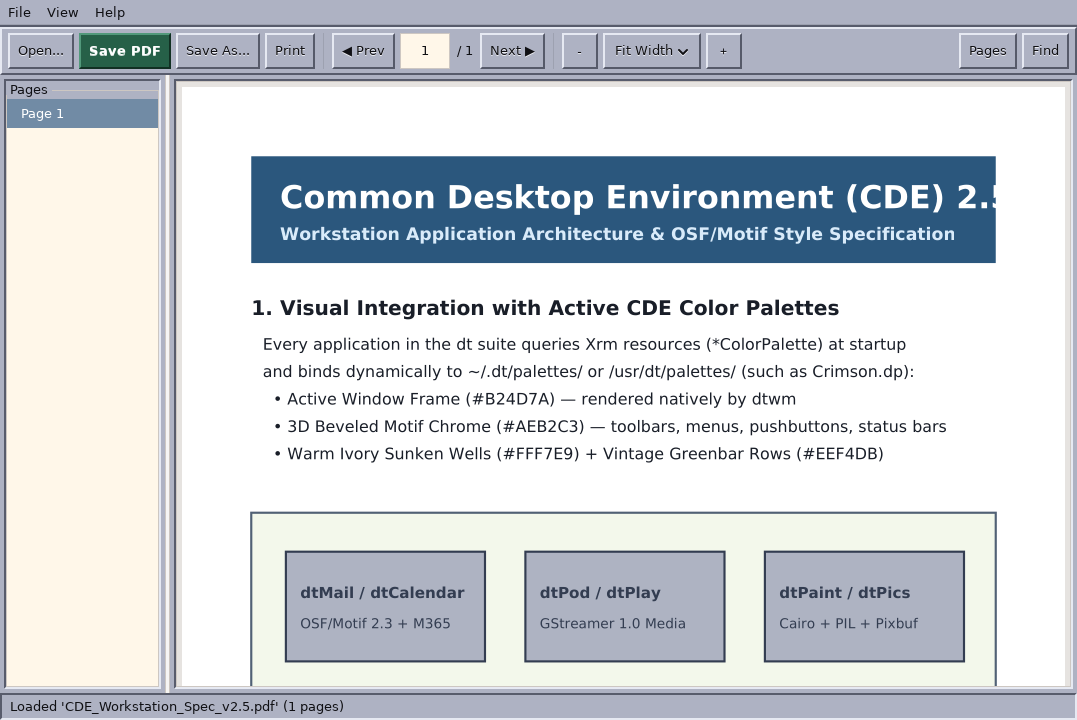 File View Help
Open... Save PDF Save As... Print ◀ Prev 1 / 1 Next ▶ - Fit Width + Pages Find
Pages
Page 1
Common Desktop Environment (CDE) 2.5
Workstation Application Architecture & OSF/Motif Style Specification
1. Visual Integration with Active CDE Color Palettes
Every application in the dt suite queries Xrm resources (*ColorPalette) at startup
and binds dynamically to ~/.dt/palettes/ or /usr/dt/palettes/ (such as Crimson.dp):
• Active Window Frame (#B24D7A) — rendered natively by dtwm
• 3D Beveled Motif Chrome (#AEB2C3) — toolbars, menus, pushbuttons, status bars
• Warm Ivory Sunken Wells (#FFF7E9) + Vintage Greenbar Rows (#EEF4DB)
dtMail / dtCalendar
OSF/Motif 2.3 + M365
dtPod / dtPlay
GStreamer 1.0 Media
dtPaint / dtPics
Cairo + PIL + Pixbuf
Loaded 'CDE_Workstation_Spec_v2.5.pdf' (1 pages)